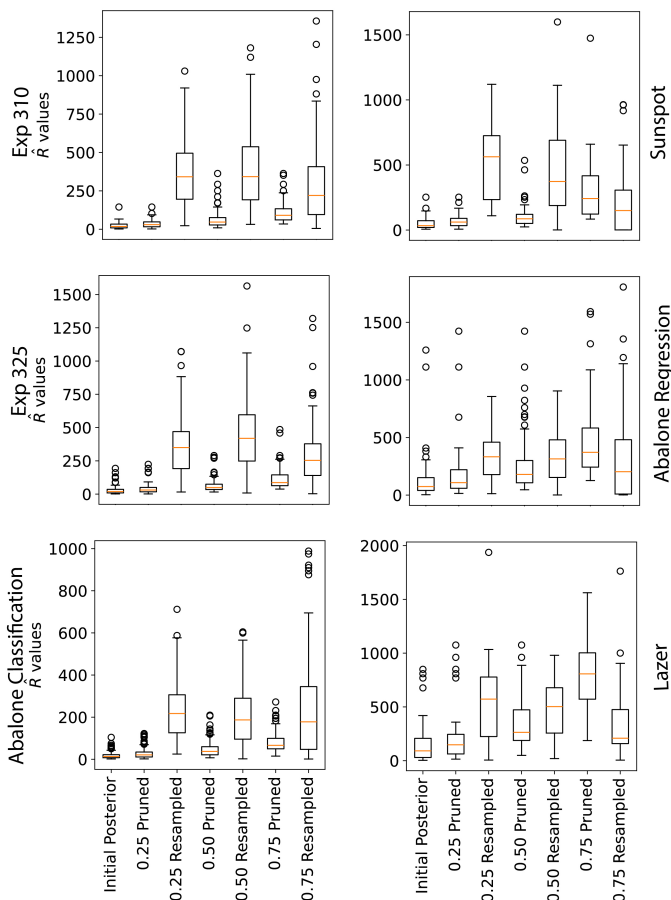 Exp 310
R̂ values
1250
1000
750
500
250
0
1500
1000
500
0
Sunspot
Exp 325
R̂ values
1500
1250
1000
750
500
250
0
1500
1000
500
0
Abalone Regression
Abalone Classification
R̂ values
1000
800
600
400
200
0
2000
1500
1000
500
0
Lazer
Initial Posterior
0.25 Pruned
0.25 Resampled
0.50 Pruned
0.50 Resampled
0.75 Pruned
0.75 Resampled
Initial Posterior
0.25 Pruned
0.25 Resampled
0.50 Pruned
0.50 Resampled
0.75 Pruned
0.75 Resampled